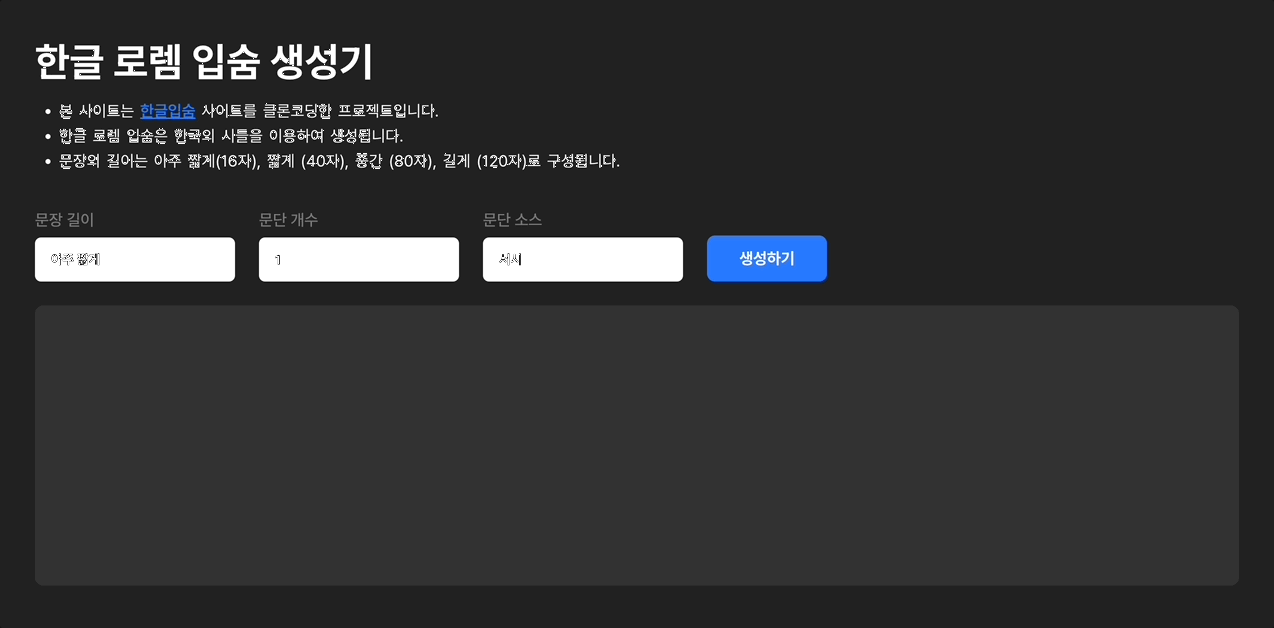 한글 로렘 입숨 생성기
본 사이트는 한글입숨 사이트를 클론코딩한 프로젝트입니다.
한글 로렘 입숨은 한국의 사들을 이용하여 생성됩니다.
문장의 길이는 아주 짧게(16자), 짧게 (40자), 중간 (80자), 길게 (120자)로 구성됩니다.
문장 길이 문단 개수 문단 소스
아주 짧게 1 서시 생성하기